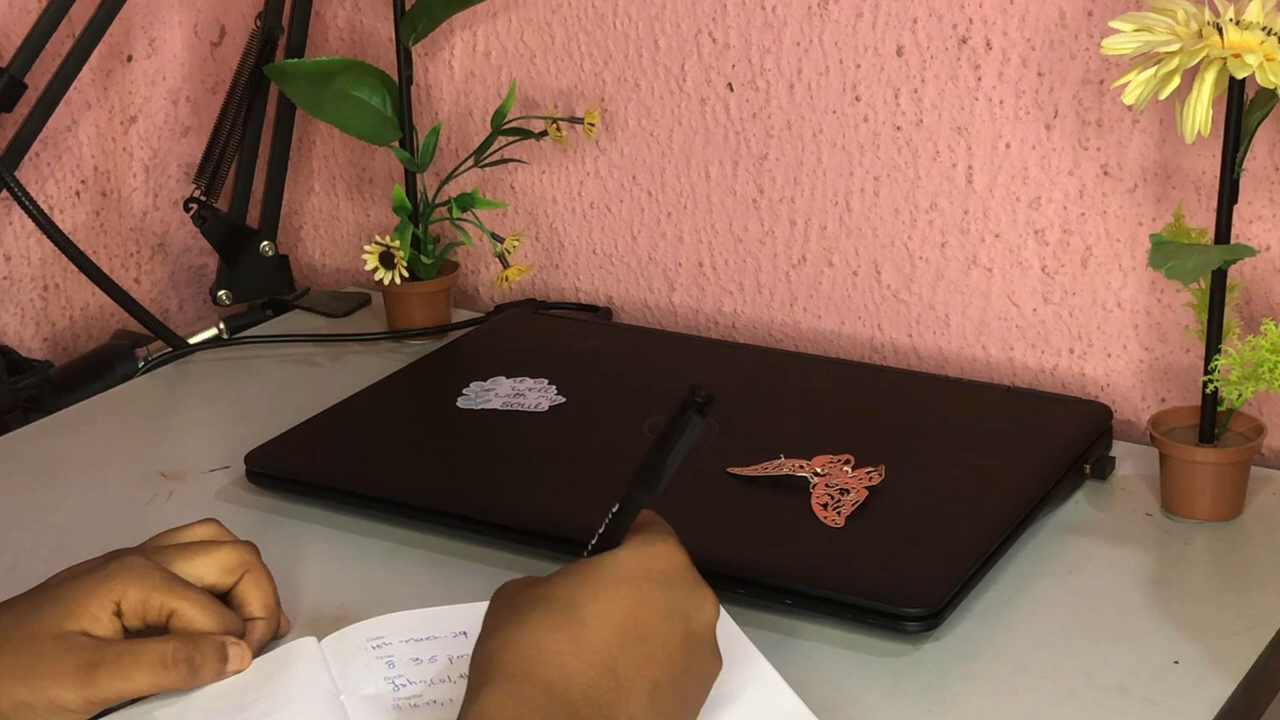 it is
well
with my
soul
Date:
Time:
8 35 pm
Book
John, Col,
Chapter
3:16-17,